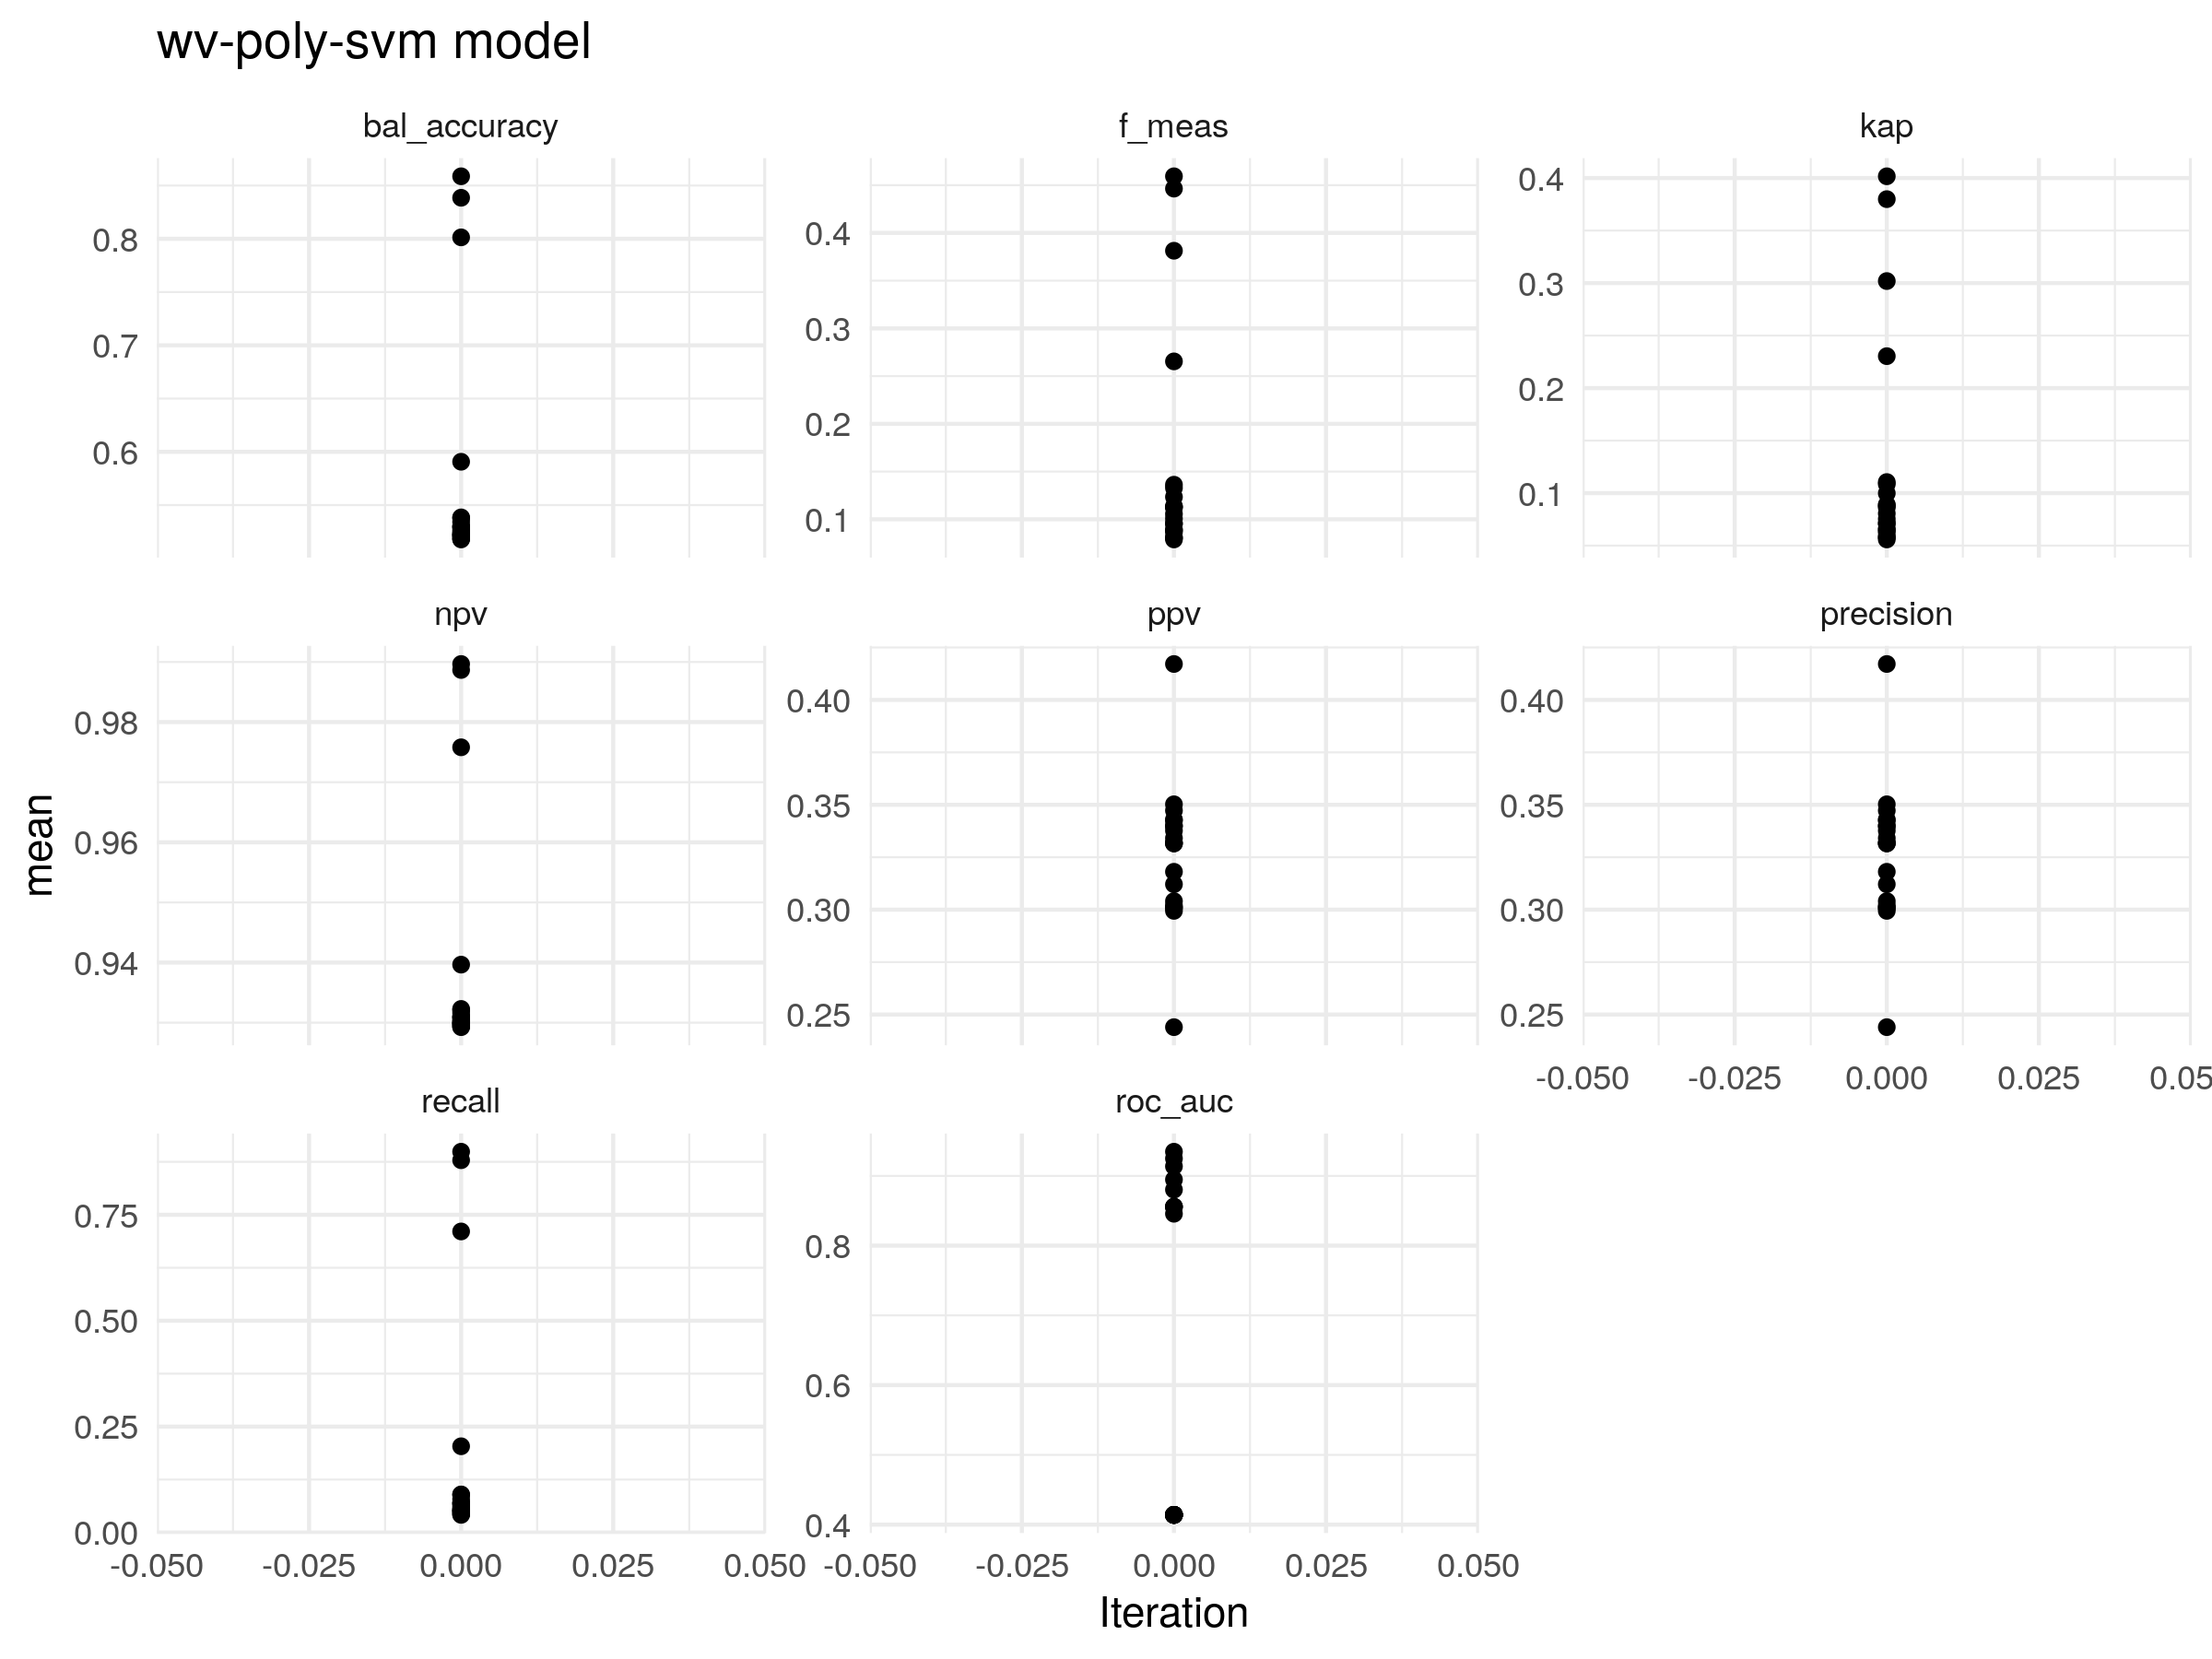 wv-poly-svm model
bal_accuracy f_meas kap
0.8 0.7 0.6
0.4 0.3 0.2 0.1
0.4 0.3 0.2 0.1
npv ppv precision
0.98 0.96 0.94
0.40 0.35 0.30 0.25
0.40 0.35 0.30 0.25
-0.050 -0.025 0.000 0.025 0.05
mean
recall roc_auc
0.75 0.50 0.25 0.00
0.8 0.6 0.4
-0.050 -0.025 0.000 0.025 0.050 -0.050 -0.025 0.000 0.025 0.050
Iteration